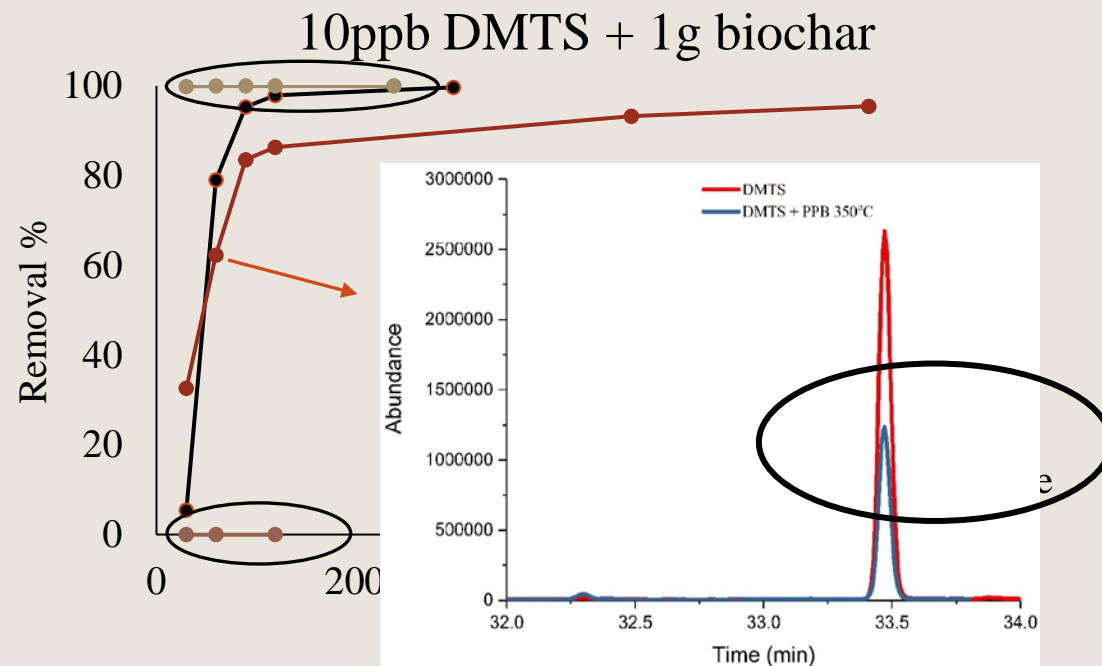 10ppb DMTS + 1g biochar
Removal %
100
80
60
40
20
0
0
200
3000000
2500000
2000000
1500000
1000000
500000
0
Abundance
DMTS
DMTS + PPB 350°C
e
32.0
32.5
33.0
33.5
34.0
Time (min)